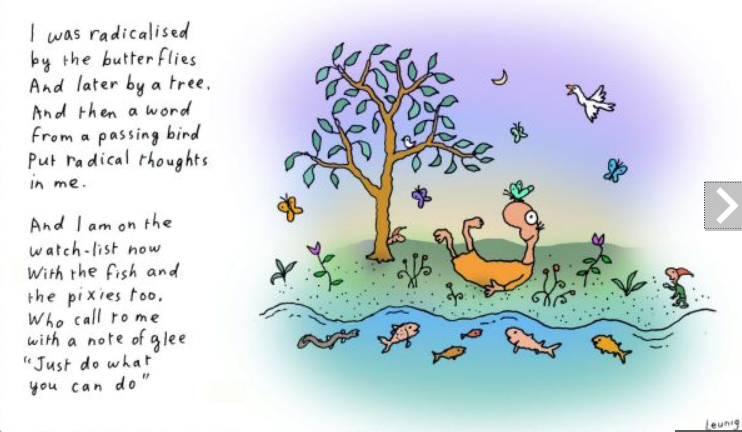 I was radicalised
by the butterflies
And later by a tree.
And then a word
from a passing bird
Put radical thoughts
in me.
And I am on the
watch-list now
With the fish and
the pixies too.
Who call to me
with a note of glee
"Just do what
you can do"
Leunig